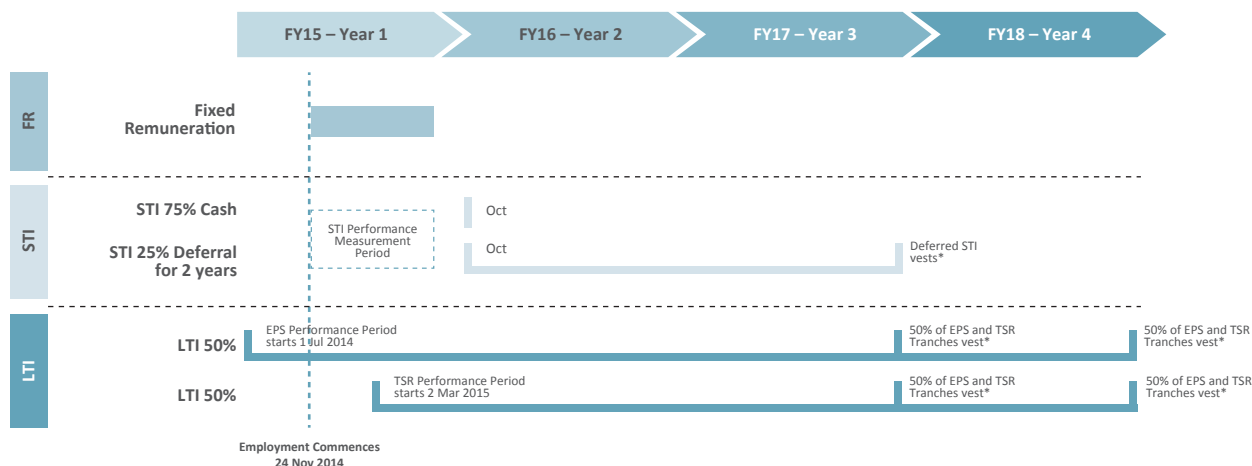 FY15 – Year 1
FY16 – Year 2
FY17 – Year 3
FY18 – Year 4
FR
Fixed
Remuneration
STI
STI 75% Cash
Oct
STI Performance
Measurement
Period
STI 25% Deferral
for 2 years
Oct
Deferred STI
vests*
LTI
LTI 50%
EPS Performance Period
starts 1 Jul 2014
50% of EPS and TSR
Tranches vest*
50% of EPS and TSR
Tranches vest*
LTI 50%
TSR Performance Period
starts 2 Mar 2015
50% of EPS and TSR
Tranches vest*
50% of EPS and TSR
Tranches vest*
Employment Commences
24 Nov 2014